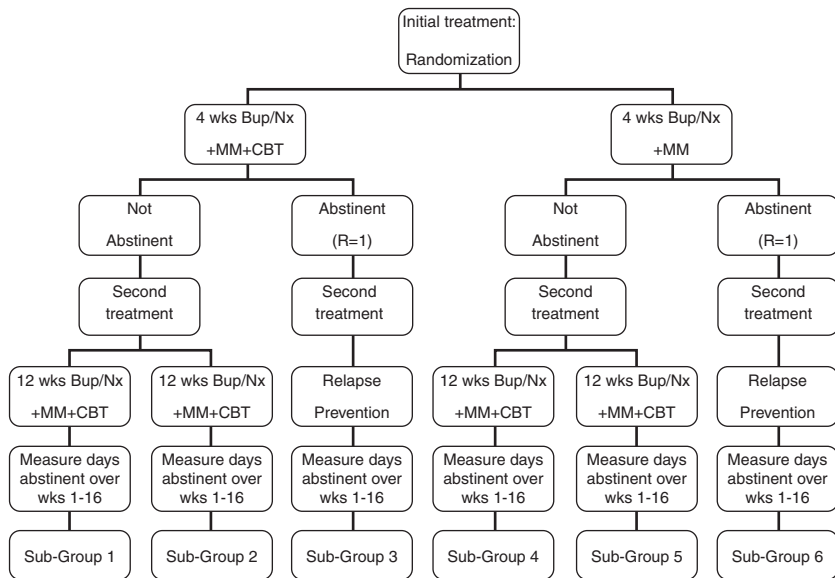 Initial treatment:
Randomization
4 wks Bup/Nx
+MM+CBT
4 wks Bup/Nx
+MM
Not
Abstinent
Abstinent
(R=1)
Not
Abstinent
Abstinent
(R=1)
Second
treatment
Second
treatment
Second
treatment
Second
treatment
12 wks Bup/Nx
+MM+CBT
12 wks Bup/Nx
+MM+CBT
Relapse
Prevention
12 wks Bup/Nx
+MM+CBT
12 wks Bup/Nx
+MM+CBT
Relapse
Prevention
Measure days
abstinent over
wks 1-16
Measure days
abstinent over
wks 1-16
Measure days
abstinent over
wks 1-16
Measure days
abstinent over
wks 1-16
Measure days
abstinent over
wks 1-16
Measure days
abstinent over
wks 1-16
Sub-Group 1
Sub-Group 2
Sub-Group 3
Sub-Group 4
Sub-Group 5
Sub-Group 6